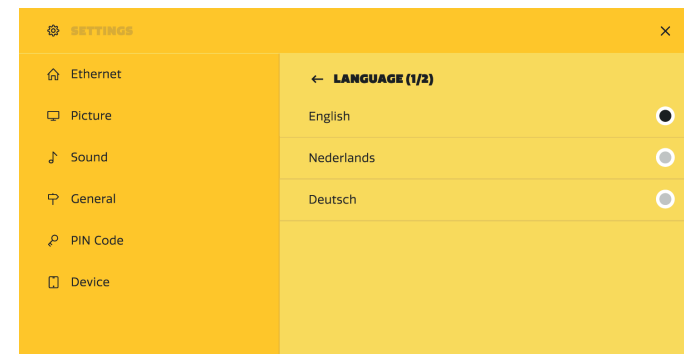 SETTINGS
Ethernet
Picture
Sound
General
PIN Code
Device
LANGUAGE (1/2)
English
Nederlands
Deutsch